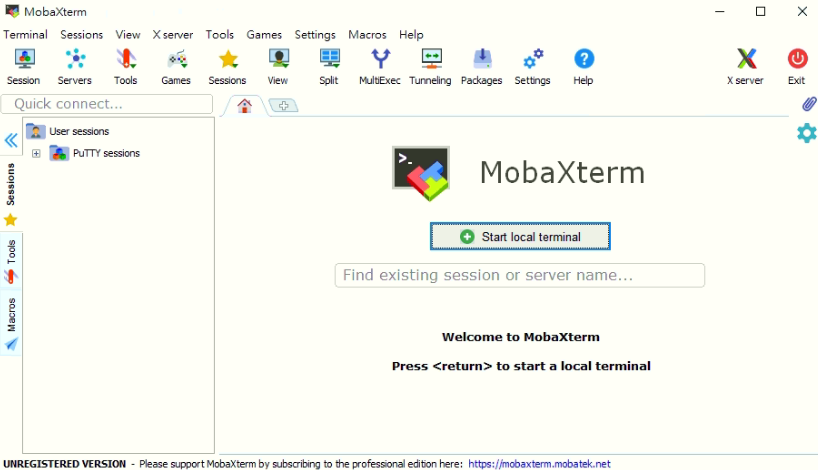 MobaXterm
Terminal Sessions View X server Tools Games Settings Macros Help
Session Servers Tools Games Sessions View Split MultiExec Tunneling Packages Settings Help X server Exit
Quick connect...
User sessions
PuTTY sessions
Sessions
Tools
Macros
>_
MobaXterm
Start local terminal
Find existing session or server name...
Welcome to MobaXterm
Press <return> to start a local terminal
UNREGISTERED VERSION - Please support MobaXterm by subscribing to the professional edition here: https://mobaxterm.mobatek.net